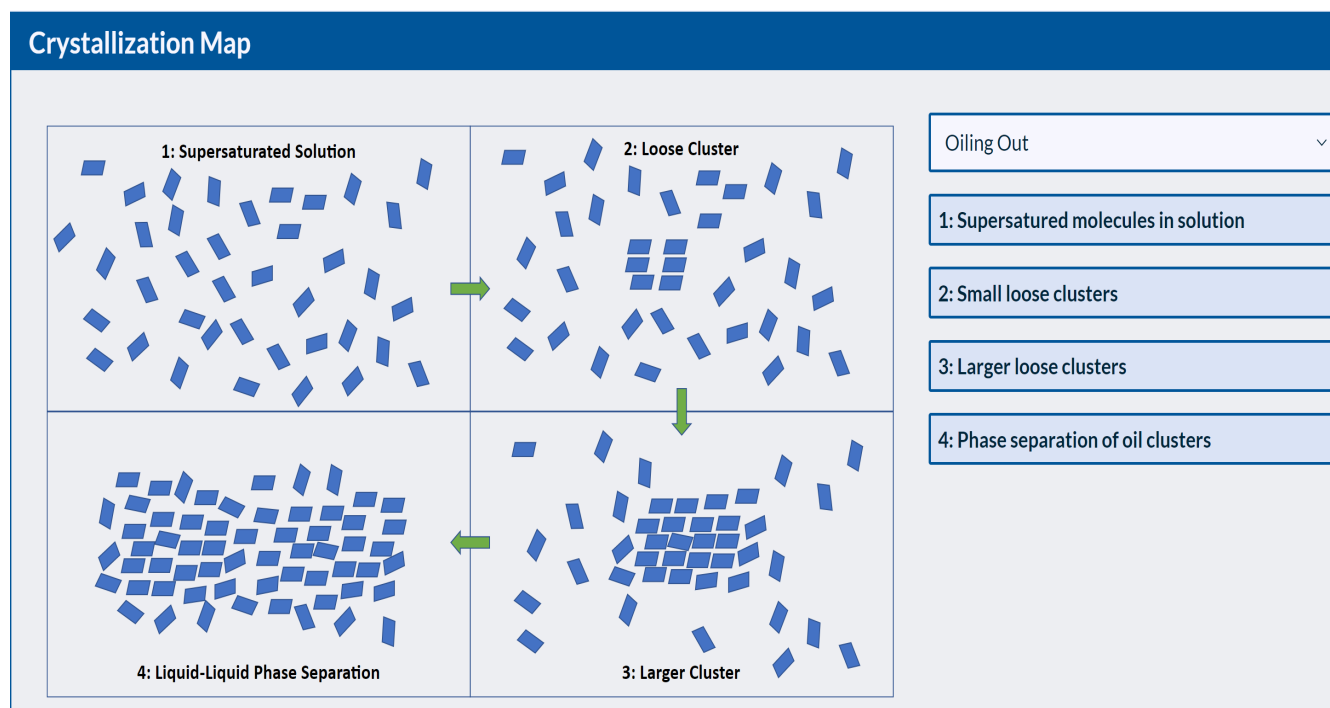 Crystallization Map
1: Supersaturated Solution
2: Loose Cluster
4: Liquid-Liquid Phase Separation
3: Larger Cluster
Oiling Out
1: Supersatured molecules in solution
2: Small loose clusters
3: Larger loose clusters
4: Phase separation of oil clusters